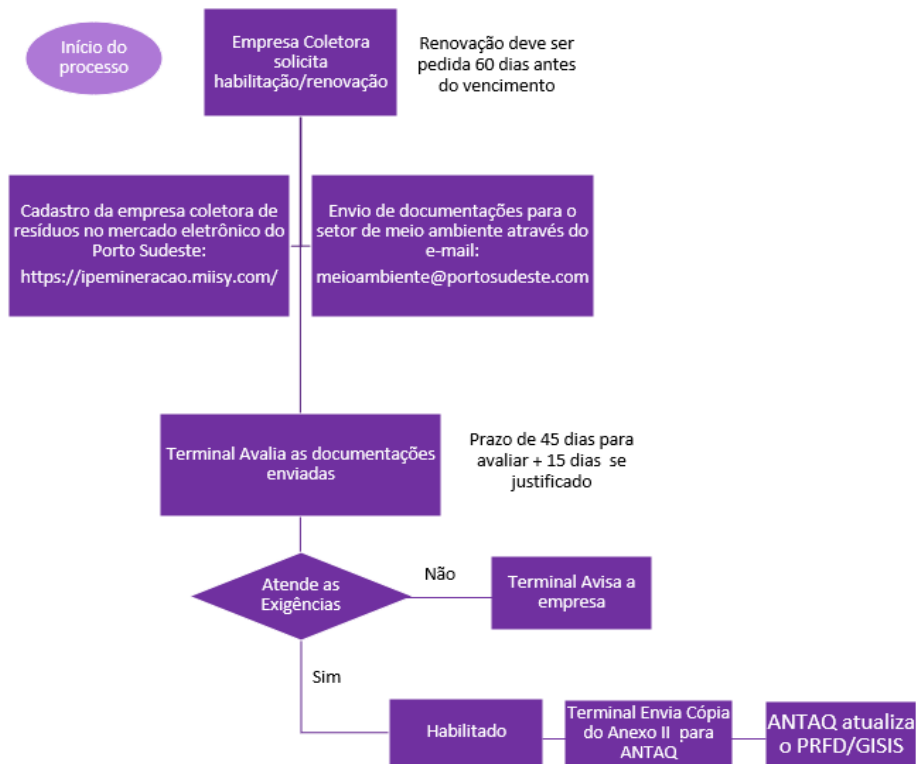 Início do
processo
Empresa Coletora
solicita
habilitação/renovação
Renovação deve ser
pedida 60 dias antes
do vencimento
Cadastro da empresa coletora de
resíduos no mercado eletrônico do
Porto Sudeste:
https://ipemineracao.miisy.com/
Envio de documentações para o
setor de meio ambiente através do
e-mail:
meioambiente@portosudeste.com
Terminal Avalia as documentações
enviadas
Prazo de 45 dias para
avaliar + 15 dias se
justificado
Atende as
Exigências
Não
Terminal Avisa a
empresa
Sim
Habilitado
Terminal Envia Cópia
do Anexo II para
ANTAQ
ANTAQ atualiza
o PRFD/GISIS